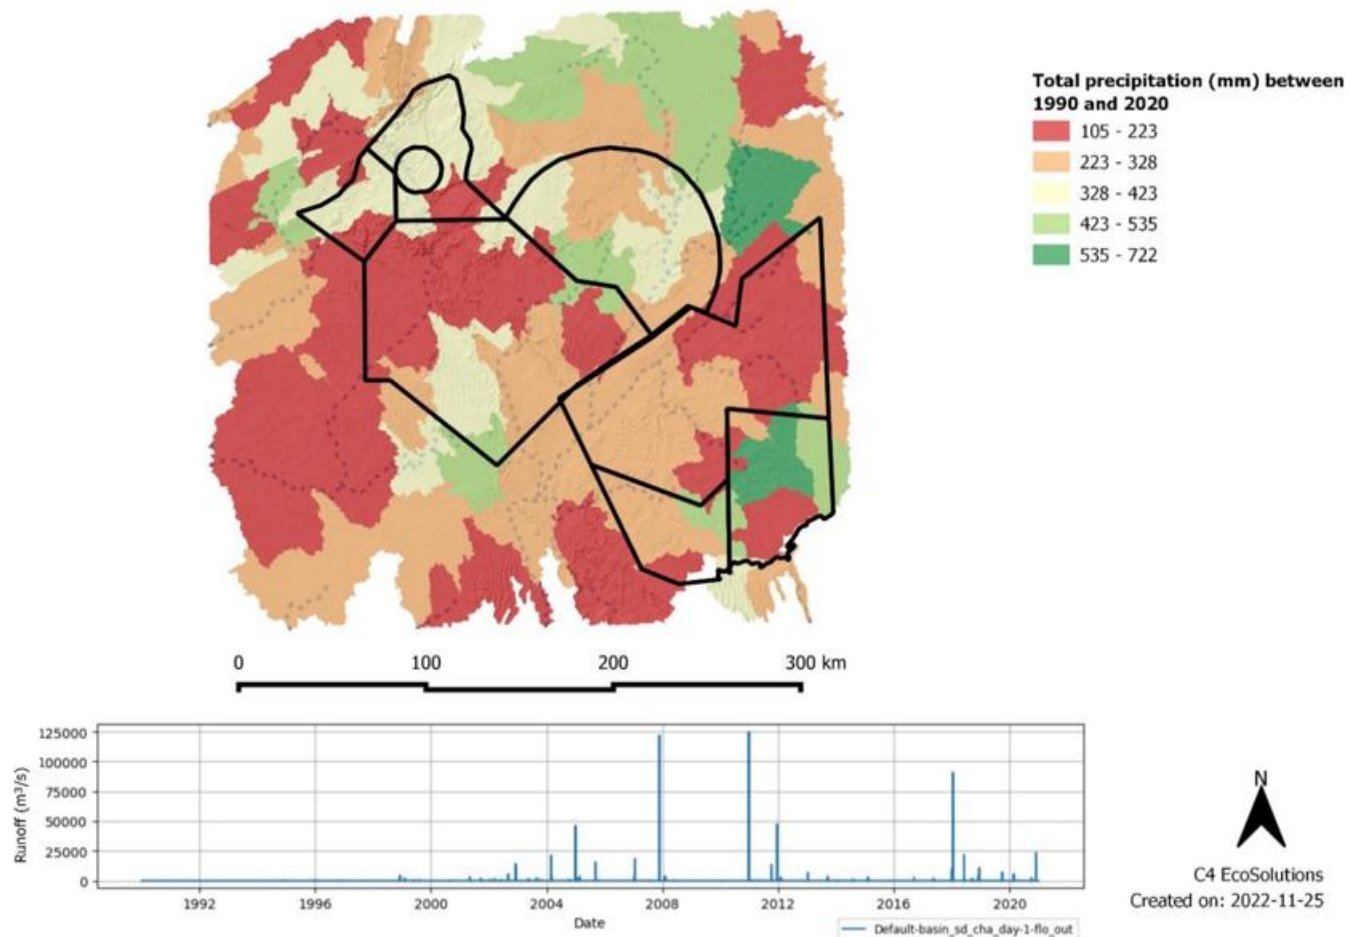 Total precipitation (mm) between
1990 and 2020
105 - 223
223 - 328
328 - 423
423 - 535
535 - 722
0 100 200 300 km
125000
100000
75000
50000
25000
0
Runoff (m³/s)
1992 1996 2000 2004 2008 2012 2016 2020
Date
Default-basin_sd_cha_day-1-flo_out
N
C4 EcoSolutions
Created on: 2022-11-25